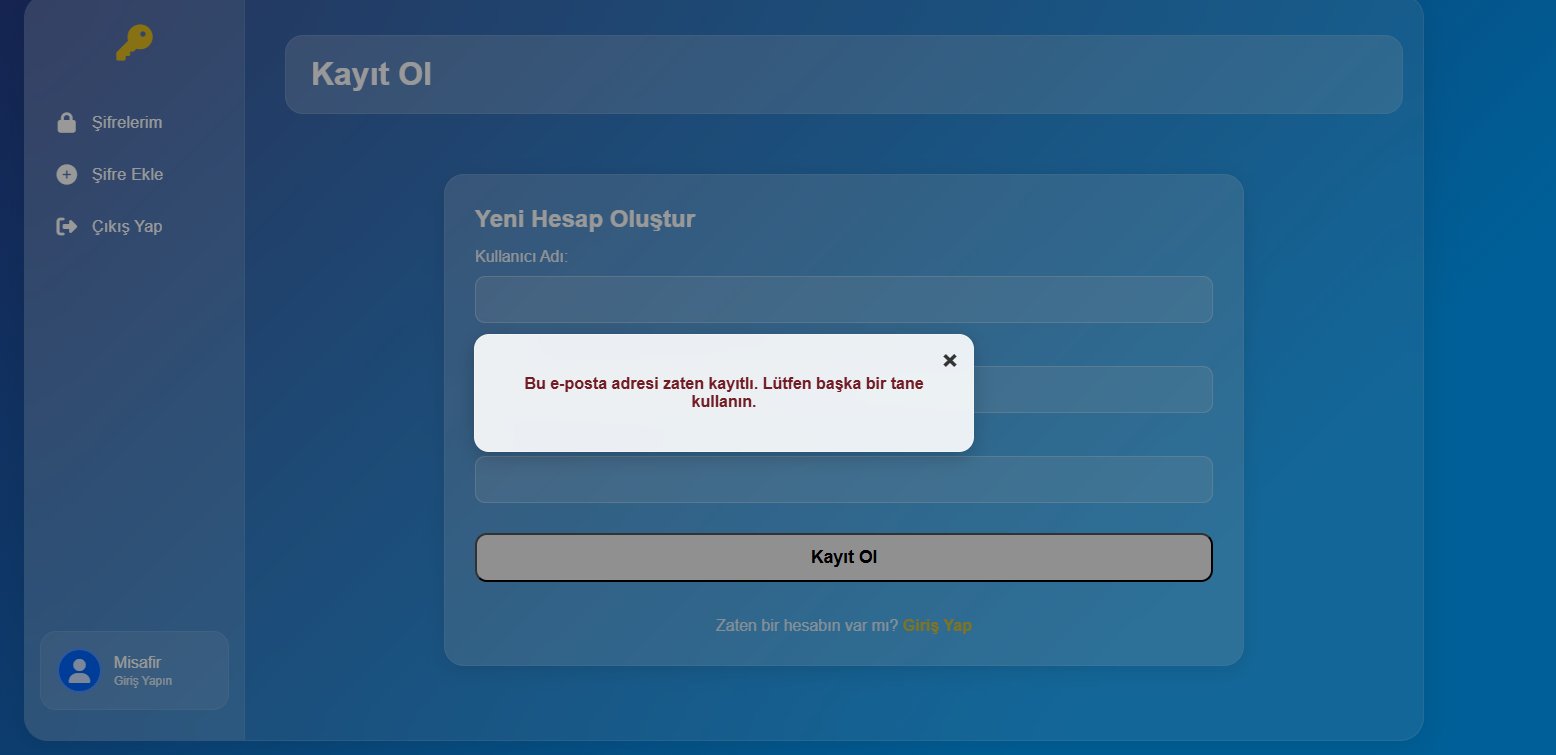 Kayıt Ol
Şifrelerim
Şifre Ekle
Çıkış Yap
Yeni Hesap Oluştur
Kullanıcı Adı:
Bu e-posta adresi zaten kayıtlı. Lütfen başka bir tane
kullanın.
Kayıt Ol
Zaten bir hesabın var mı? Giriş Yap
Misafir
Giriş Yapın